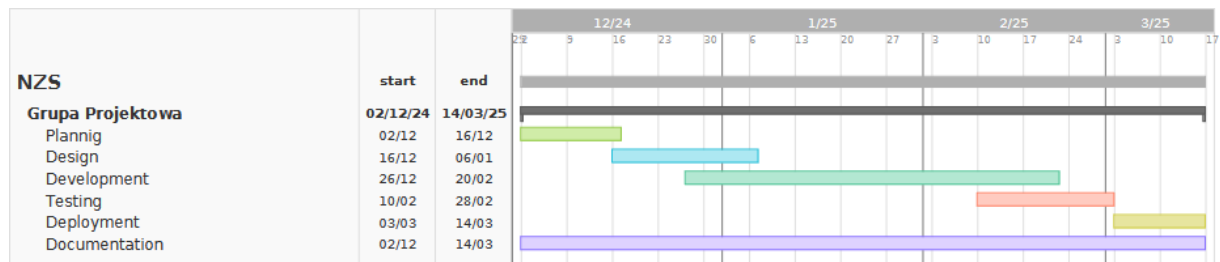 12/24 1/25 2/25 3/25
25 2 9 16 23 30 6 13 20 27 3 10 17 24 3 10 17
NZS start end
Grupa Projektowa 02/12/24 14/03/25
Plannig 02/12 16/12
Design 16/12 06/01
Development 26/12 20/02
Testing 10/02 28/02
Deployment 03/03 14/03
Documentation 02/12 14/03